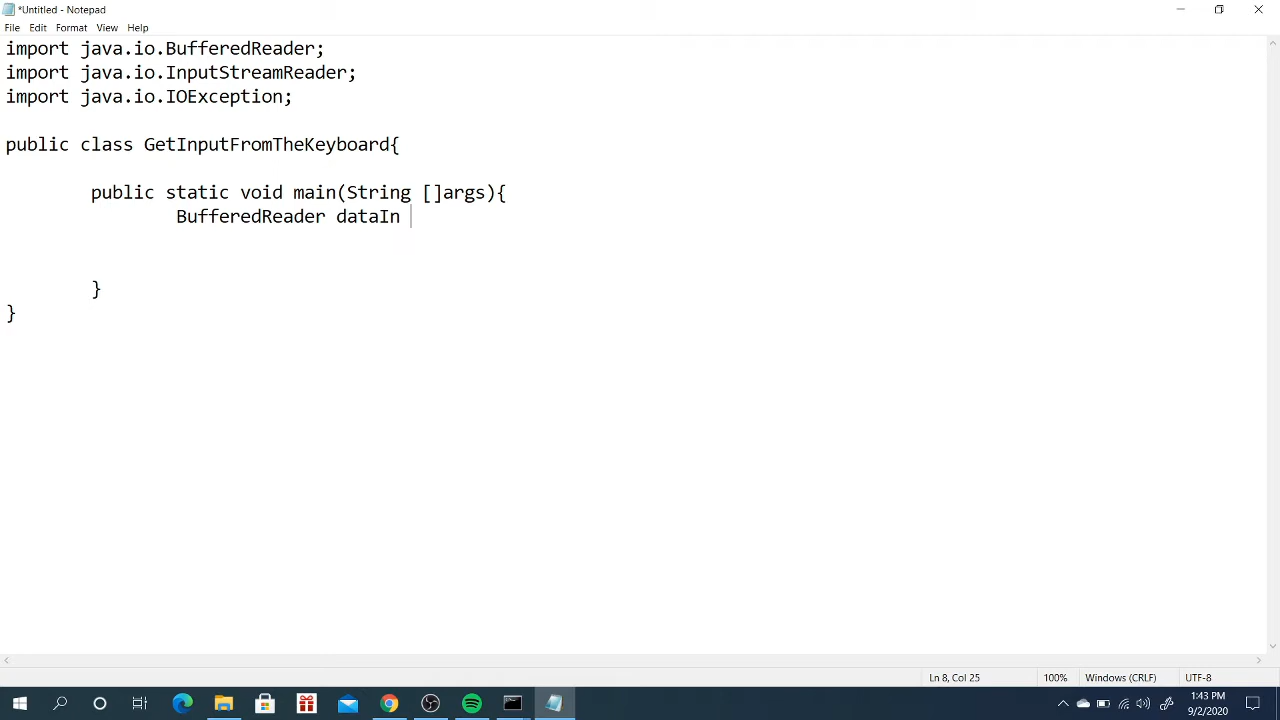 *Untitled - Notepad
File Edit Format View Help
import java.io.BufferedReader;
import java.io.InputStreamReader;
import java.io.IOException;
public class GetInputFromTheKeyboard{
public static void main(String []args){
BufferedReader dataIn
}
}
Ln 8, Col 25 100% Windows (CRLF) UTF-8
1:43 PM
9/2/2020